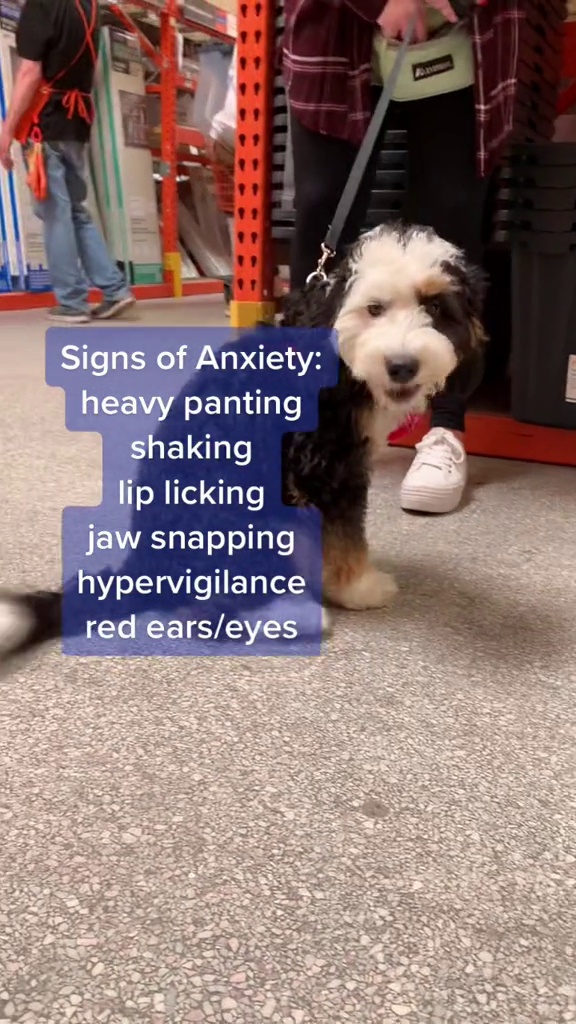 Signs of Anxiety:
heavy panting
shaking
lip licking
jaw snapping
hypervigilance
red ears/eyes